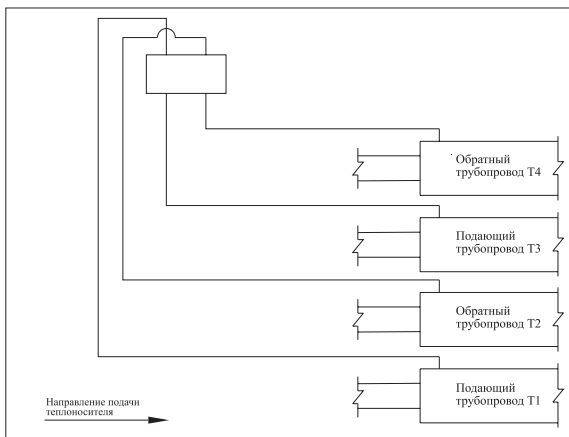 Обратный
трубопровод Т4
Подающий
трубопровод Т3
Обратный
трубопровод Т2
Подающий
трубопровод Т1
Направление подачи
теплоносителя